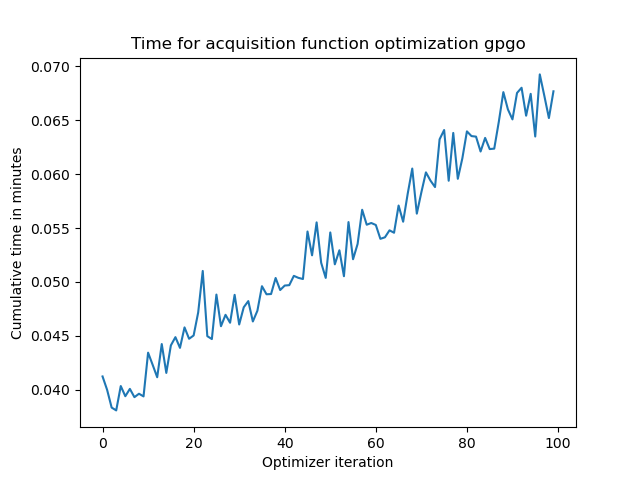 Time for acquisition function optimization gpgo
0.070
0.065
0.060
0.055
0.050
0.045
0.040
Cumulative time in minutes
0 20 40 60 80 100
Optimizer iteration